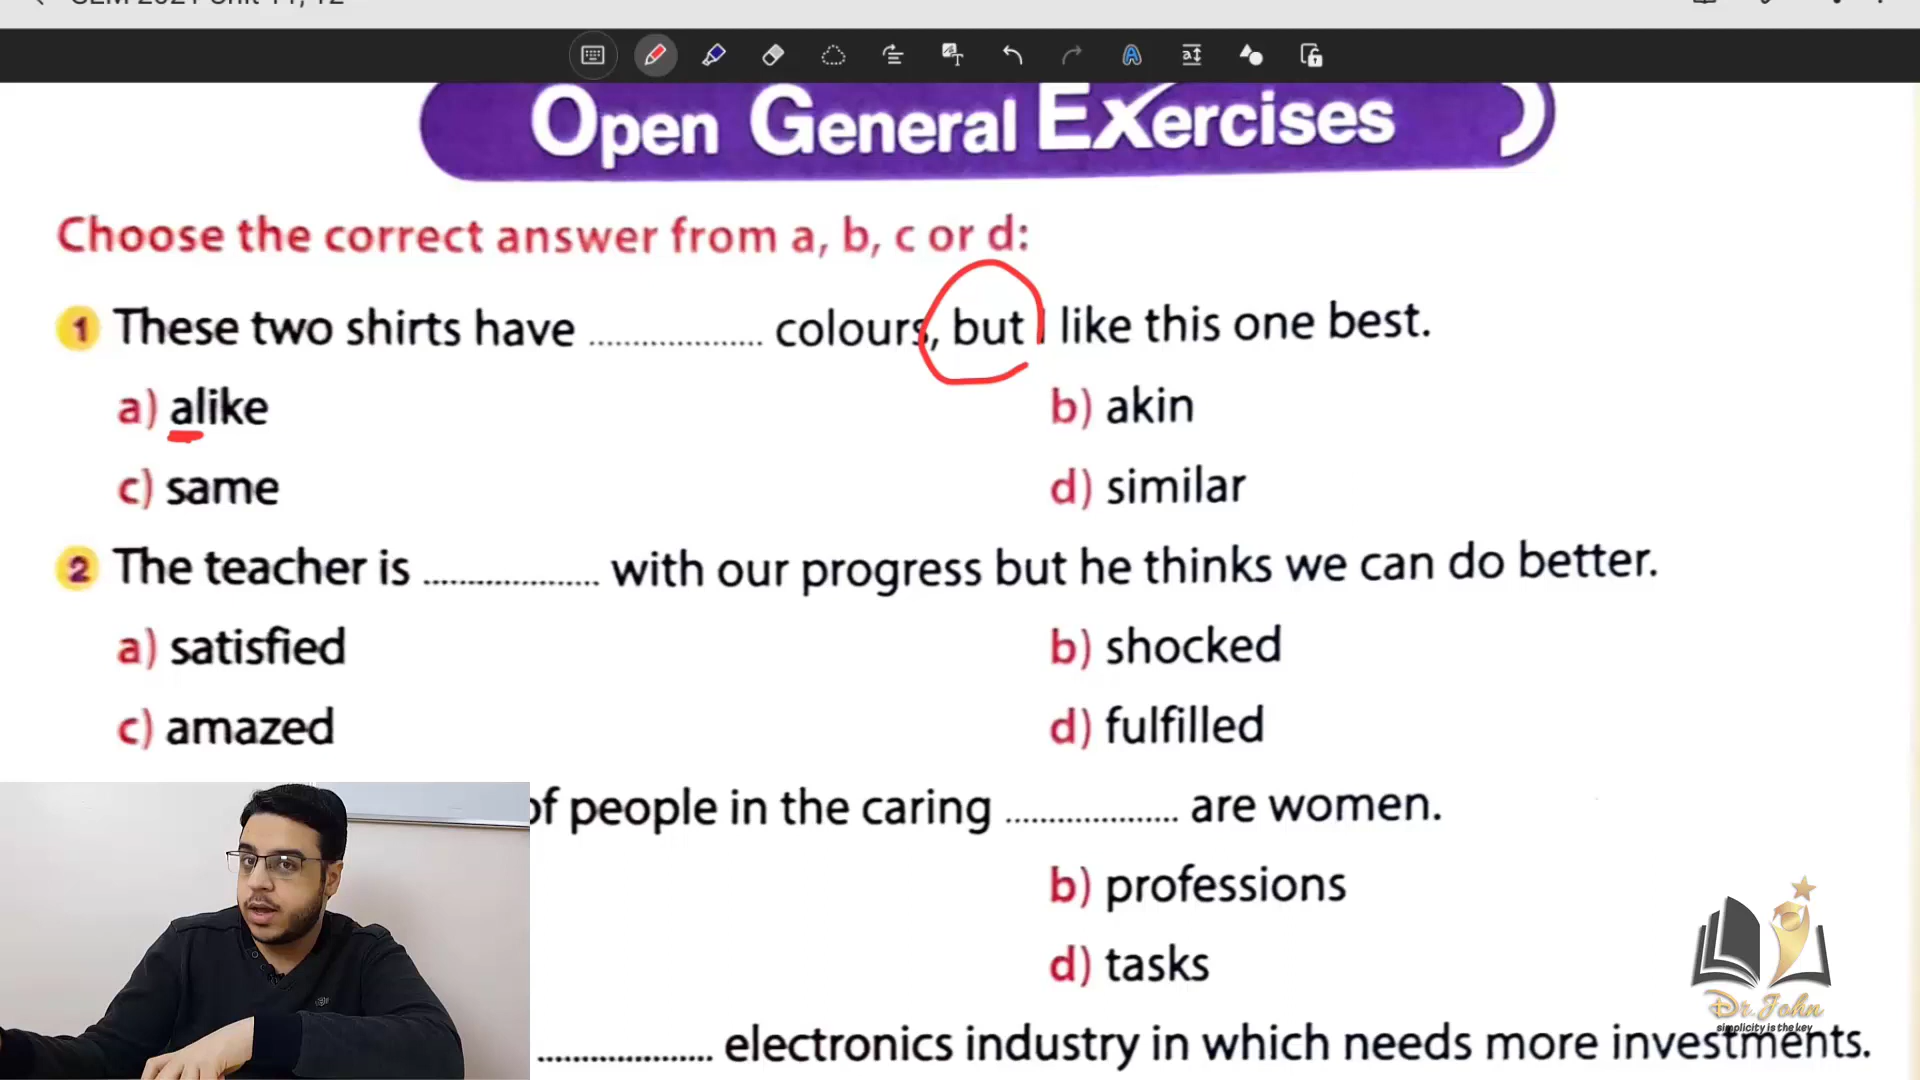 Open General EXercises
Choose the correct answer from a, b, c or d:
1 These two shirts have .................... colours, but I like this one best.
a) alike
b) akin
c) same
d) similar
2 The teacher is .................... with our progress but he thinks we can do better.
a) satisfied
b) shocked
c) amazed
d) fulfilled
of people in the caring .................... are women.
b) professions
d) tasks
.................... electronics industry in which needs more investments.
Dr. John
simplicity is the key